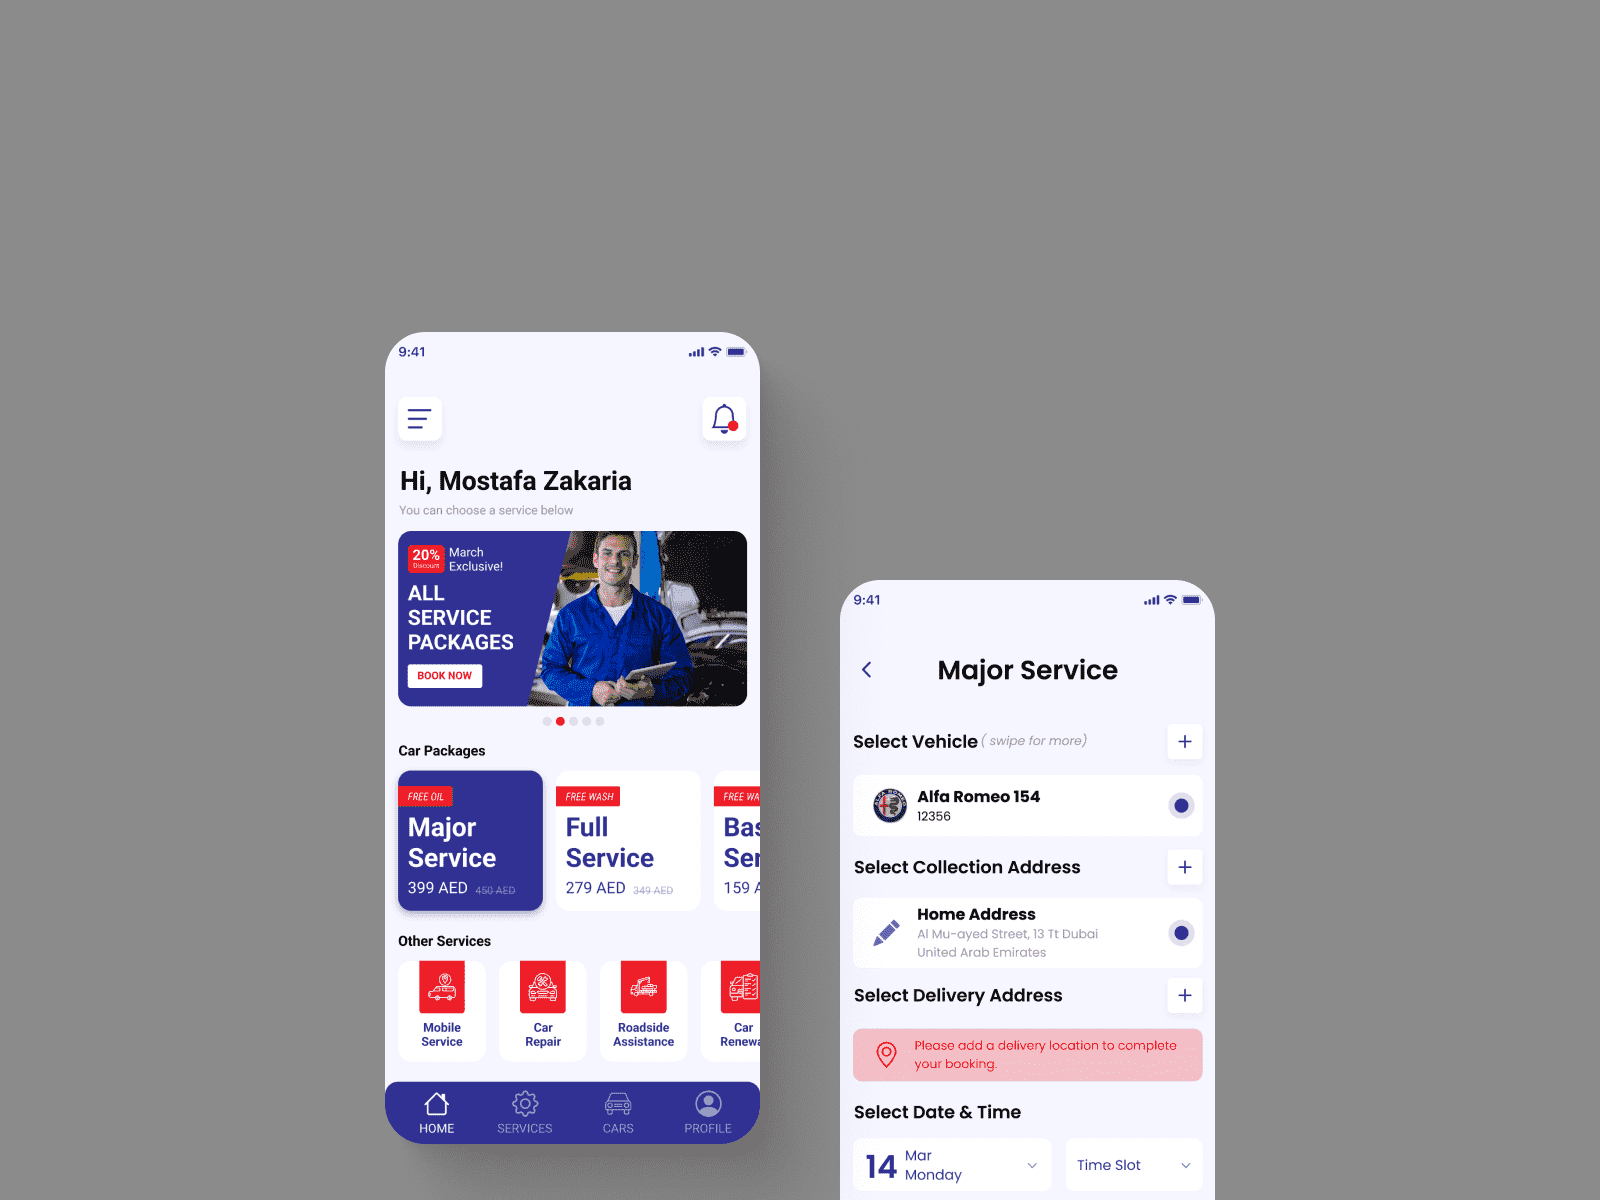 9:41
Hi, Mostafa Zakaria
You can choose a service below
20%
Discount
March
Exclusive!
ALL
SERVICE
PACKAGES
BOOK NOW
Car Packages
FREE OIL
Major
Service
399 AED 450 AED
FREE WASH
Full
Service
279 AED 349 AED
FREE WA
Bas
Ser
159 A
Other Services
Mobile
Service
Car
Repair
Roadside
Assistance
Car
Renewa
HOME
SERVICES
CARS
PROFILE
9:41
Major Service
Select Vehicle ( swipe for more)
Alfa Romeo 154
12356
Select Collection Address
Home Address
Al Mu-ayed Street, 13 Tt Dubai
United Arab Emirates
Select Delivery Address
Please add a delivery location to complete
your booking.
Select Date & Time
14
Mar
Monday
Time Slot